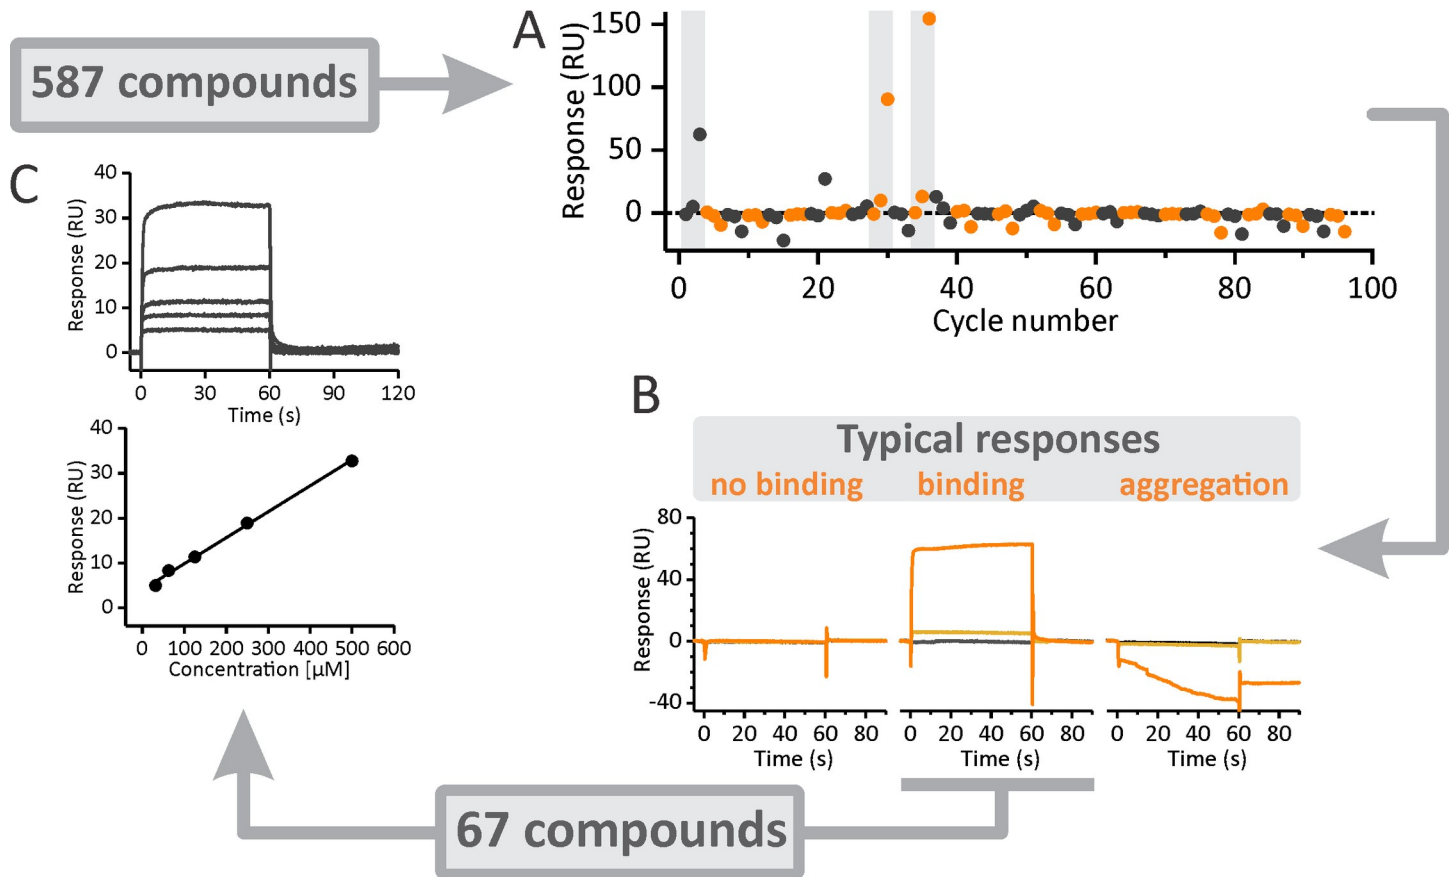 587 compounds
A
Response (RU)
150
100
50
0
0 20 40 60 80 100
Cycle number
C
Response (RU)
40
30
20
10
0
0 30 60 90 120
Time (s)
Response (RU)
40
30
20
10
0
0 100 200 300 400 500 600
Concentration [µM]
B
Typical responses
no binding binding aggregation
Response (RU)
80
40
0
-40
0 20 40 60 80 0 20 40 60 80 0 20 40 60 80
Time (s) Time (s) Time (s)
67 compounds